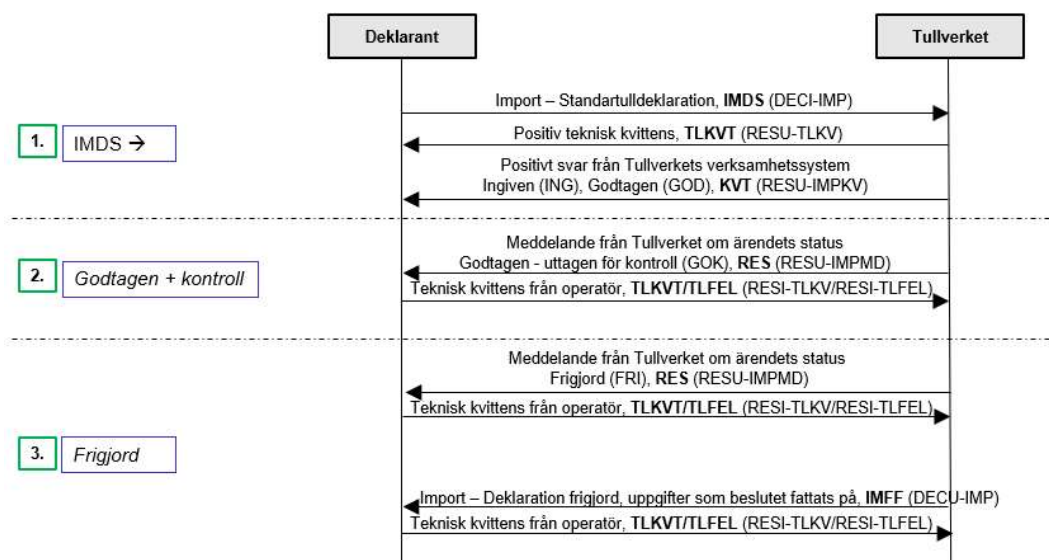 Deklarant
Tullverket
Import – Standartulldeklaration, IMDS (DECI-IMP)
1.
IMDS →
Positiv teknisk kvittens, TLKVT (RESU-TLKV)
Positivt svar från Tullverkets verksamhetssystem
Ingiven (ING), Godtagen (GOD), KVT (RESU-IMPKV)
2.
Godtagen + kontroll
Meddelande från Tullverket om ärendets status
Godtagen - uttagen för kontroll (GOK), RES (RESU-IMPMD)
Teknisk kvittens från operatör, TLKVT/TLFEL (RESI-TLKV/RESI-TLFEL)
Meddelande från Tullverket om ärendets status
Frigjord (FRI), RES (RESU-IMPMD)
Teknisk kvittens från operatör, TLKVT/TLFEL (RESI-TLKV/RESI-TLFEL)
3.
Frigjord
Import – Deklaration frigjord, uppgifter som beslutet fattats på, IMFF (DECU-IMP)
Teknisk kvittens från operatör, TLKVT/TLFEL (RESI-TLKV/RESI-TLFEL)